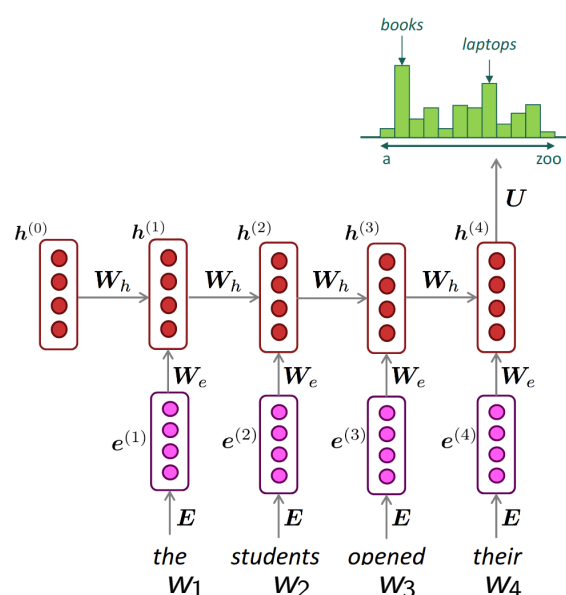 books
laptops
a zoo
U
h(0) h(1) h(2) h(3) h(4)
Wh Wh Wh Wh
We We We We
e(1) e(2) e(3) e(4)
E E E E
the students opened their
w1 w2 w3 w4